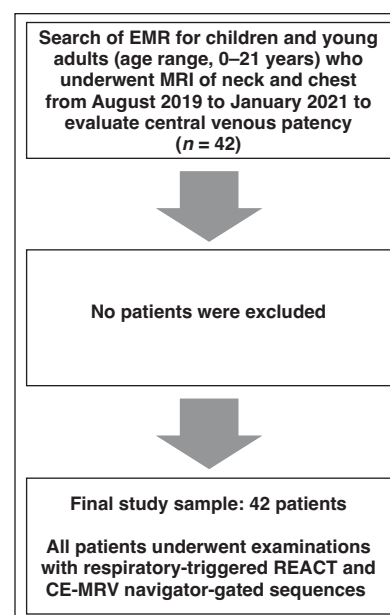 Search of EMR for children and young
adults (age range, 0–21 years) who
underwent MRI of neck and chest
from August 2019 to January 2021 to
evaluate central venous patency
(n = 42)
No patients were excluded
Final study sample: 42 patients
All patients underwent examinations
with respiratory-triggered REACT and
CE-MRV navigator-gated sequences